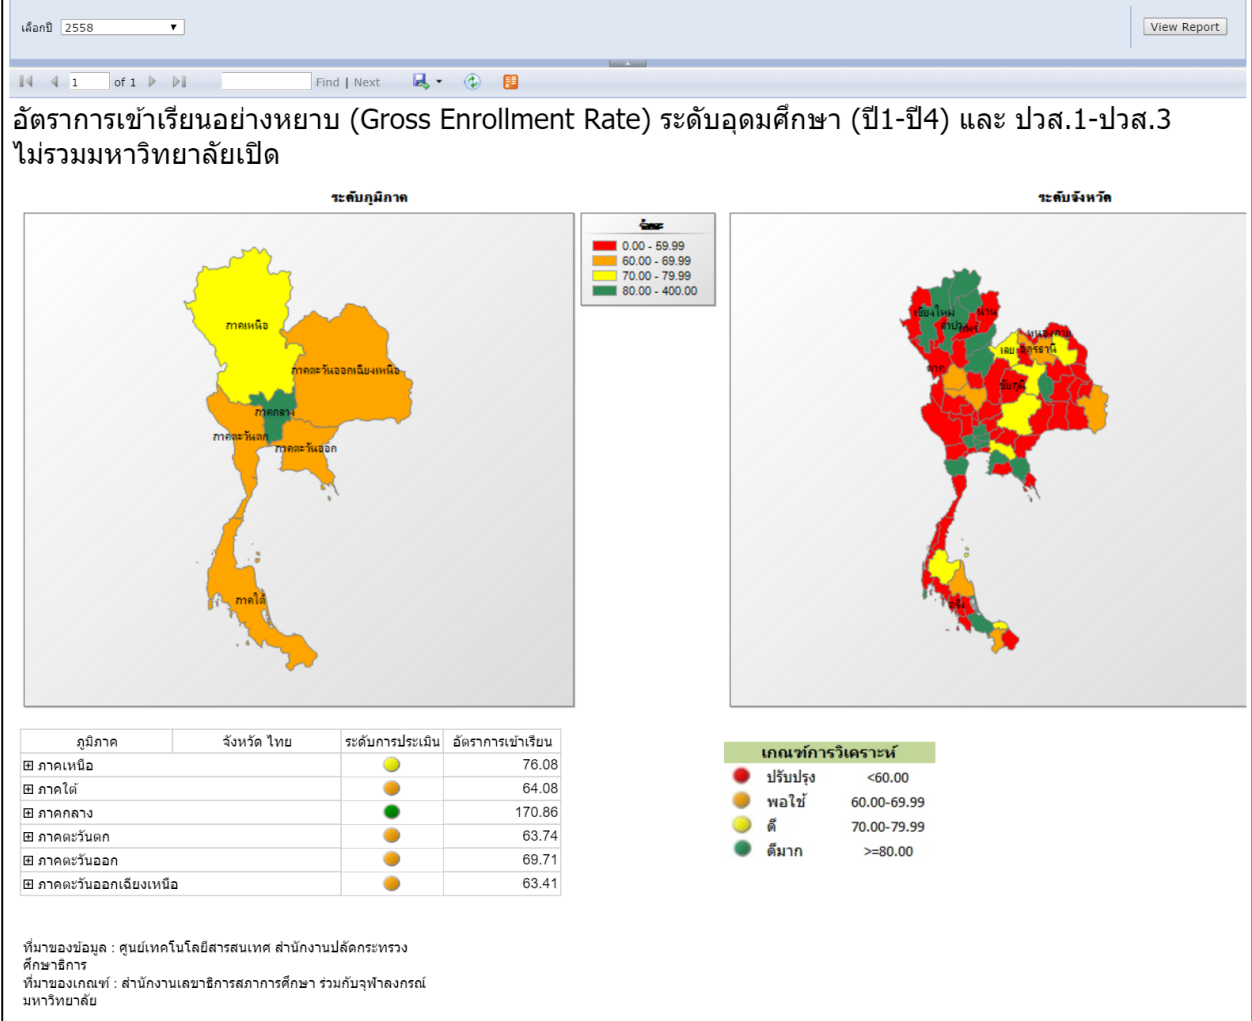 เลือกปี 2558 View Report
1 of 1 Find | Next
อัตราการเข้าเรียนอย่างหยาบ (Gross Enrollment Rate) ระดับอุดมศึกษา (ปี1-ปี4) และ ปวส.1-ปวส.3
ไม่รวมมหาวิทยาลัยเปิด
ระดับภูมิภาค
ภาคเหนือ
ภาคตะวันออกเฉียงเหนือ
ภาคกลาง
ภาคตะวันตก
ภาคตะวันออก
ภาคใต้
ร้อยละ
0.00 - 59.99
60.00 - 69.99
70.00 - 79.99
80.00 - 400.00
ระดับจังหวัด
เชียงใหม่
น่าน
ลำปาง
แพร่
หนองคาย
เลย
อุดรธานี
ตาก
ชัยภูมิ
ตรัง
ภูมิภาค จังหวัด ไทย ระดับการประเมิน อัตราการเข้าเรียน
ภาคเหนือ 76.08
ภาคใต้ 64.08
ภาคกลาง 170.86
ภาคตะวันตก 63.74
ภาคตะวันออก 69.71
ภาคตะวันออกเฉียงเหนือ 63.41
เกณฑ์การวิเคราะห์
ปรับปรุง <60.00
พอใช้ 60.00-69.99
ดี 70.00-79.99
ดีมาก >=80.00
ที่มาของข้อมูล : ศูนย์เทคโนโลยีสารสนเทศ สำนักงานปลัดกระทรวง
ศึกษาธิการ
ที่มาของเกณฑ์ : สำนักงานเลขาธิการสภาการศึกษา ร่วมกับจุฬาลงกรณ์
มหาวิทยาลัย